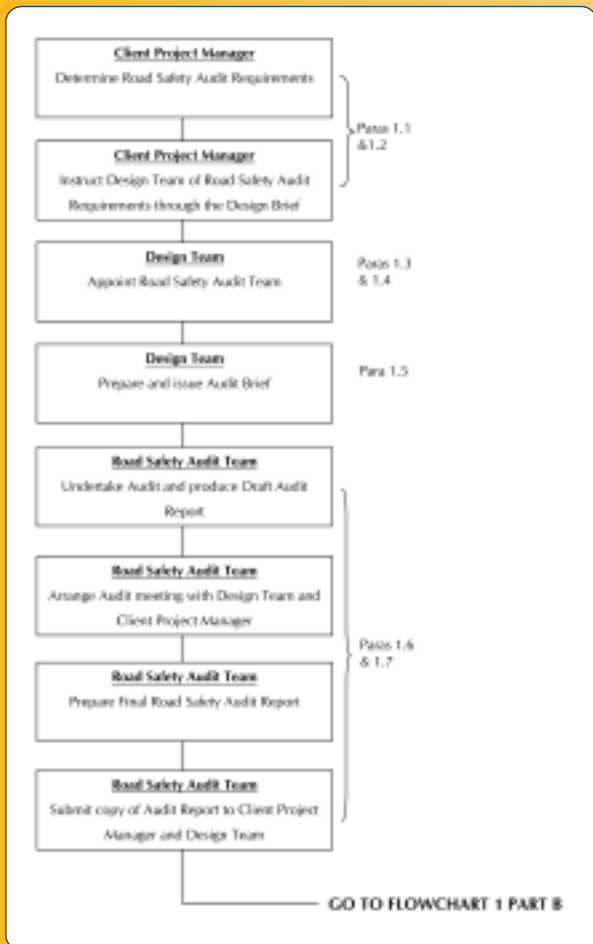 Client Project Manager
Determine Road Safety Audit Requirements
Paras 1.1
&1.2
Client Project Manager
Instruct Design Team of Road Safety Audit
Requirements through the Design Brief
Design Team
Appoint Road Safety Audit Team
Paras 1.3
& 1.4
Design Team
Prepare and issue Audit Brief
Para 1.5
Road Safety Audit Team
Undertake Audit and produce Draft Audit
Report
Road Safety Audit Team
Arrange Audit meeting with Design Team and
Client Project Manager
Paras 1.6
& 1.7
Road Safety Audit Team
Prepare Final Road Safety Audit Report
Road Safety Audit Team
Submit copy of Audit Report to Client Project
Manager and Design Team
GO TO FLOWCHART 1 PART B